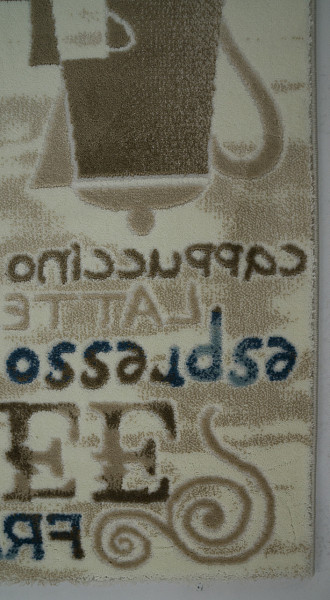 cappuccino
LATTE
espresso
EE
FR